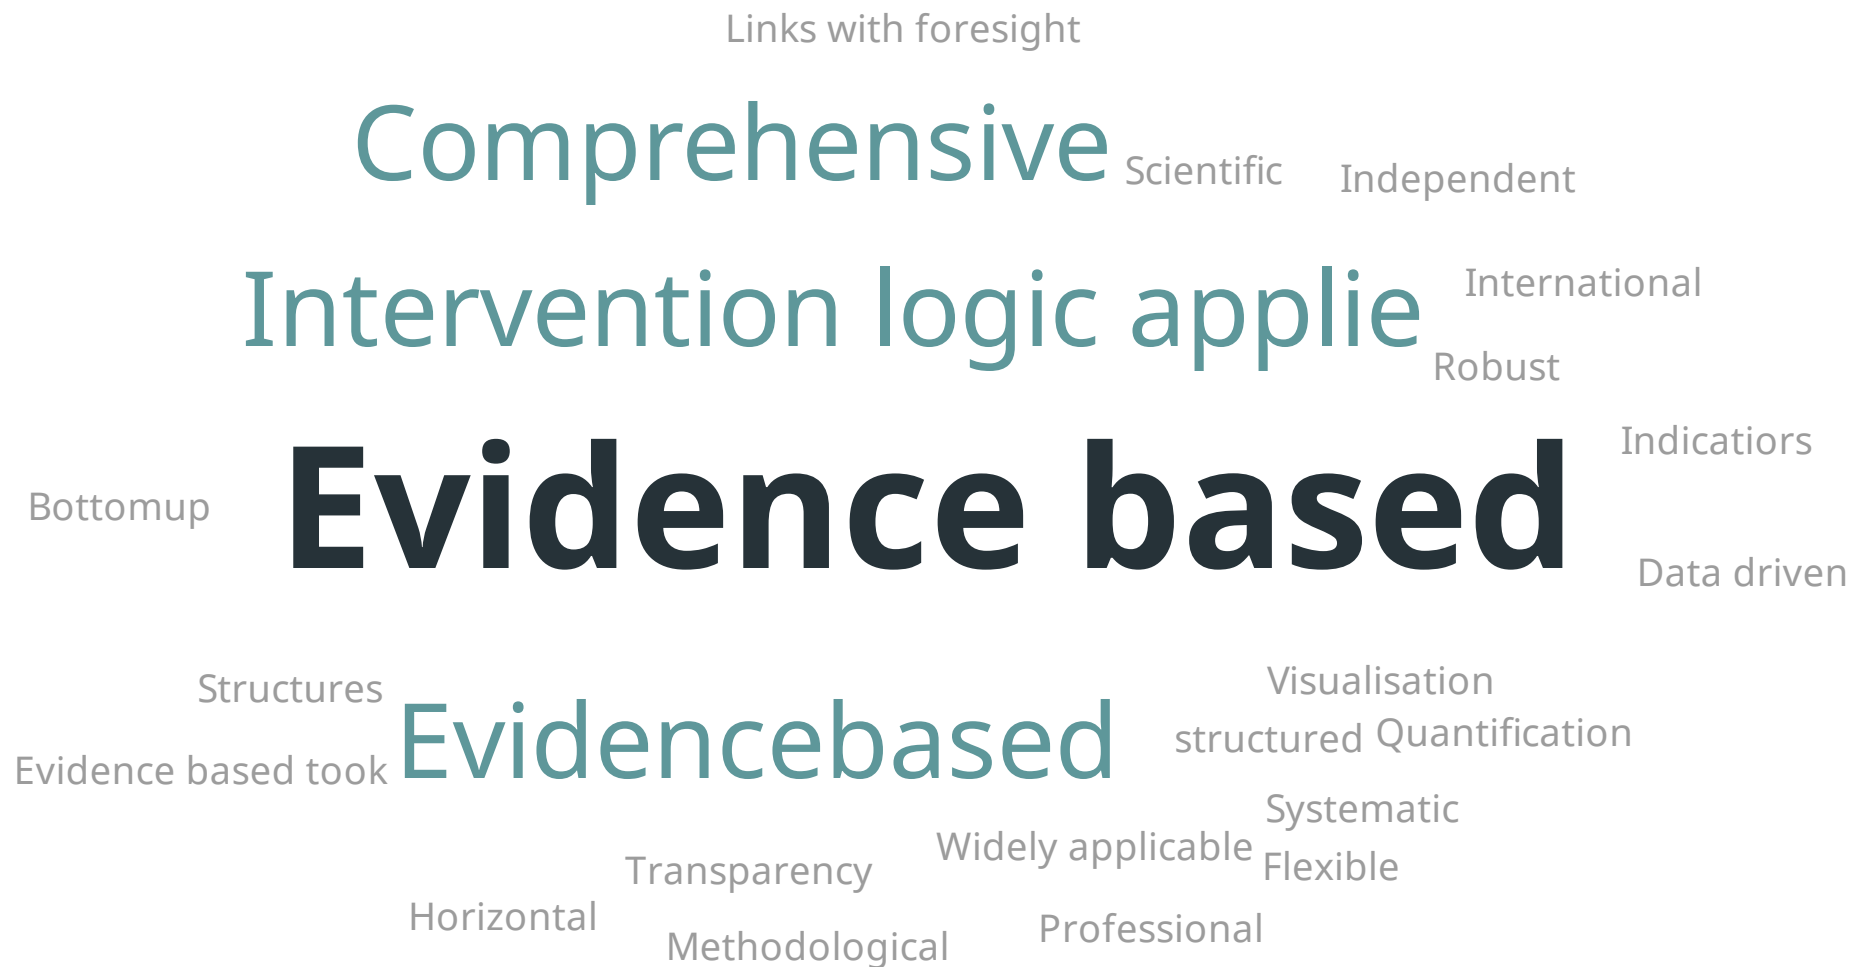 Links with foresight
Comprehensive
Scientific
Independent
Intervention logic applie
International
Robust
Evidence based
Indicatiors
Bottomup
Data driven
Structures
Evidencebased
Visualisation
structured
Quantification
Evidence based took
Systematic
Widely applicable
Flexible
Transparency
Horizontal
Professional
Methodological